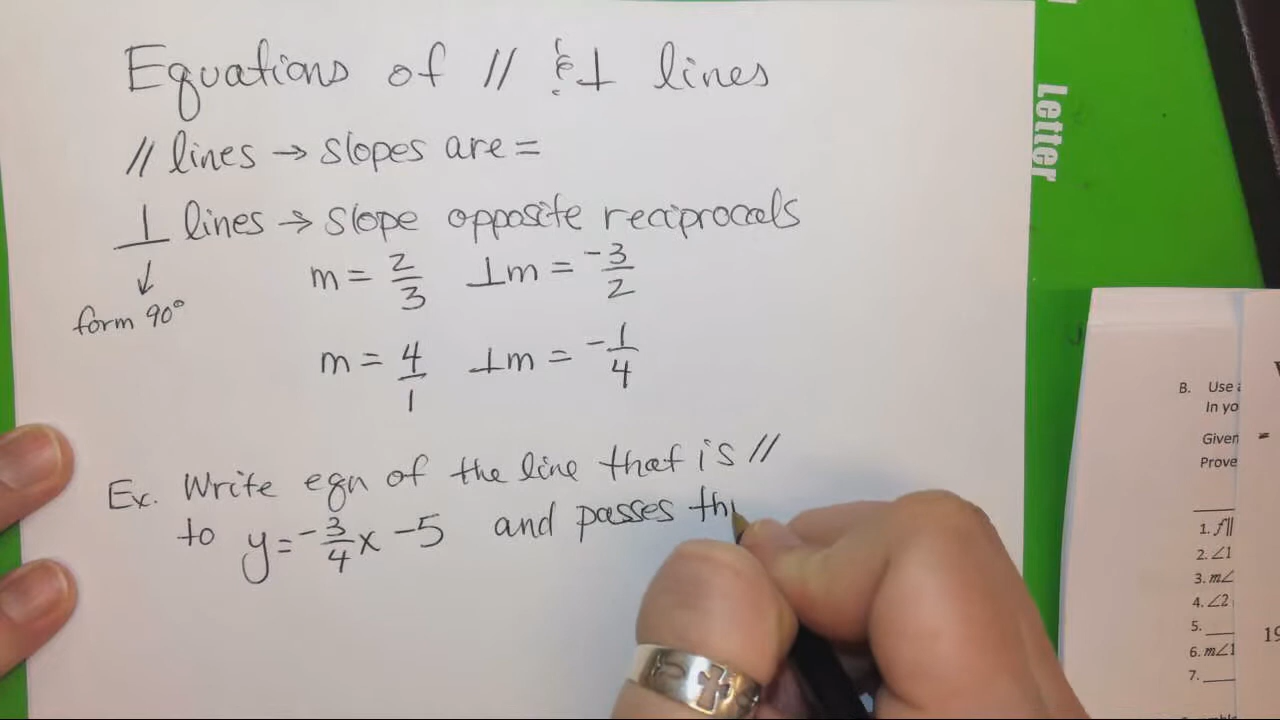 Equations of // & ⊥ lines
// lines → slopes are =
⊥ lines → slope opposite reciprocals
form 90°
m = 2/3 ⊥m = -3/2
m = 4/1 ⊥m = -1/4
Ex. Write eqn of the line that is //
to y = -3/4 x - 5 and passes th
Letter
B. Use
In yo
Given
Prove
1. f||
2. ∠1
3. m∠
4. ∠2
5.
6. m∠1
7.
=
19